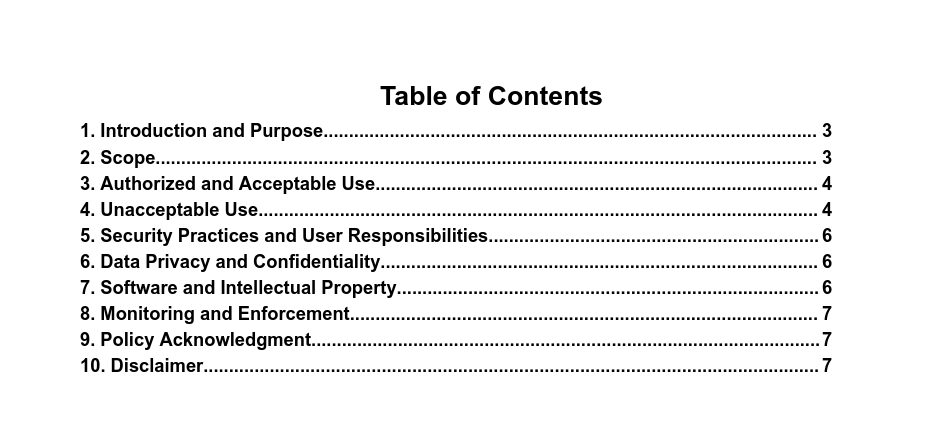 Table of Contents
1. Introduction and Purpose.................................................................................................. 3
2. Scope.................................................................................................................................... 3
3. Authorized and Acceptable Use........................................................................................ 4
4. Unacceptable Use............................................................................................................... 4
5. Security Practices and User Responsibilities.................................................................. 6
6. Data Privacy and Confidentiality....................................................................................... 6
7. Software and Intellectual Property.................................................................................... 6
8. Monitoring and Enforcement............................................................................................. 7
9. Policy Acknowledgment..................................................................................................... 7
10. Disclaimer.......................................................................................................................... 7